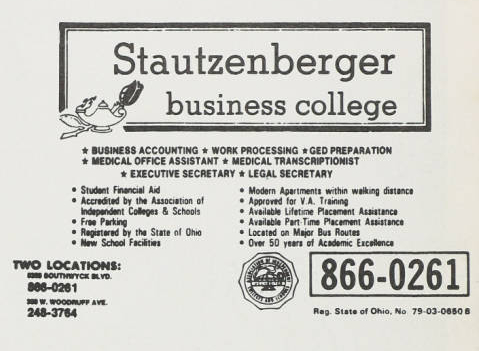 Stautzenberger
business college
★ BUSINESS ACCOUNTING ★ WORK PROCESSING ★ GED PREPARATION
★ MEDICAL OFFICE ASSISTANT ★ MEDICAL TRANSCRIPTIONIST
★ EXECUTIVE SECRETARY ★ LEGAL SECRETARY
• Student Financial Aid
• Accredited by the Association of
Independent Colleges & Schools
• Free Parking
• Registered by the State of Ohio
• New School Facilities
• Modern Apartments within walking distance
• Approved for V.A. Training
• Available Lifetime Placement Assistance
• Available Part-Time Placement Assistance
• Located on Major Bus Routes
• Over 50 years of Academic Excellence
TWO LOCATIONS:
SOUTHWYCK BLVD.
866-0261
W. WOODRUFF AVE.
248-3764
ACCREDITED
866-0261
Reg. State of Ohio, No 79-03-0650 B